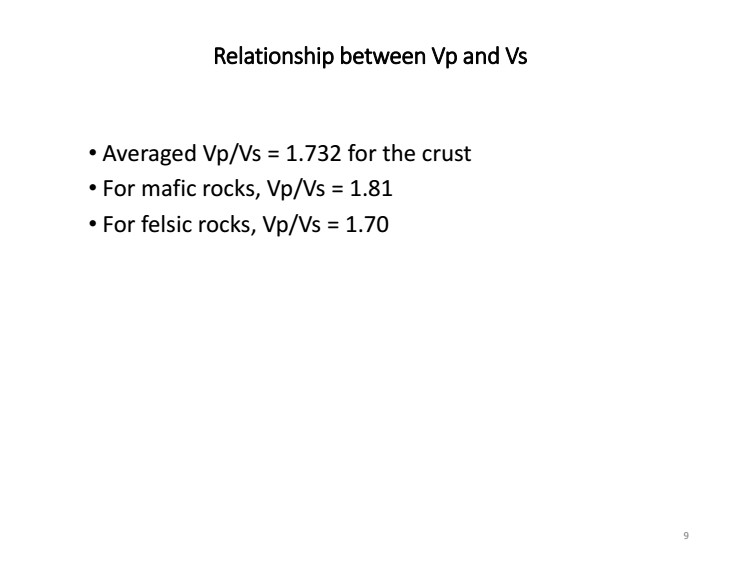 Relationship between Vp and Vs
• Averaged Vp/Vs = 1.732 for the crust
• For mafic rocks, Vp/Vs = 1.81
• For felsic rocks, Vp/Vs = 1.70
9